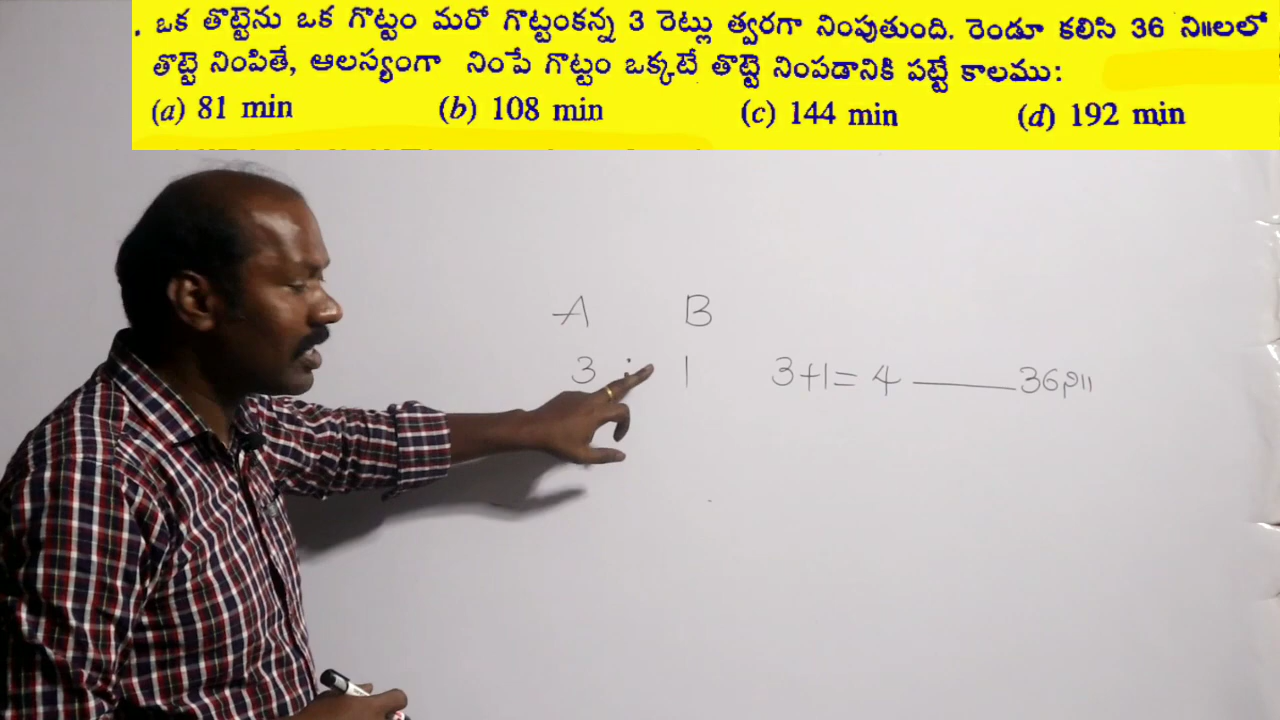 . ఒక తొట్టెను ఒక గొట్టం మరో గొట్టంకన్న 3 రెట్లు త్వరగా నింపుతుంది. రెండూ కలిసి 36 ని॥లలో
తొట్టె నింపితే, ఆలస్యంగా నింపే గొట్టం ఒక్కటే తొట్టె నింపడానికి పట్టే కాలము:
(a) 81 min (b) 108 min (c) 144 min (d) 192 min
A B
3 : 1 3+1= 4 —— 36ని॥